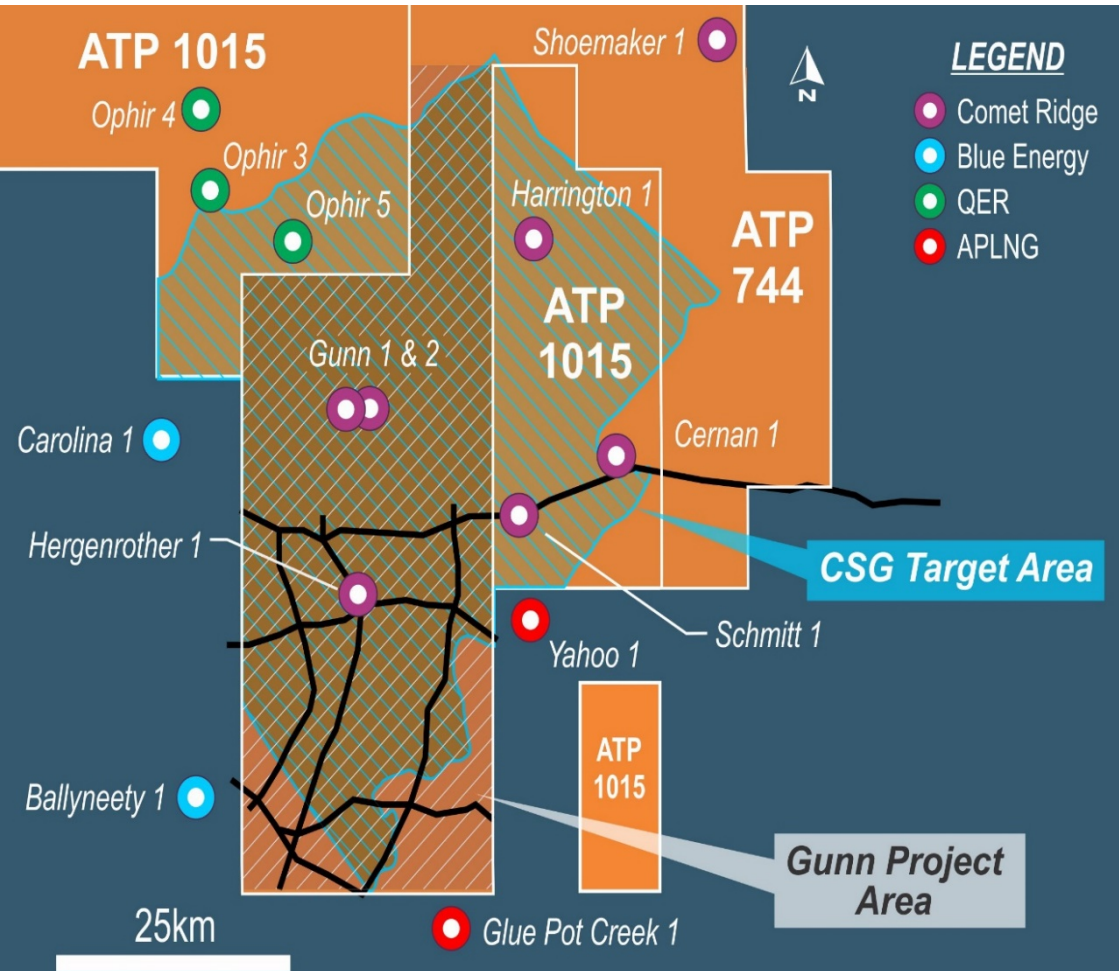 ATP 1015
Shoemaker 1
N
LEGEND
Comet Ridge
Blue Energy
QER
APLNG
Ophir 4
Ophir 3
Ophir 5
Harrington 1
ATP
744
ATP
1015
Gunn 1 & 2
Carolina 1
Cernan 1
Hergenrother 1
CSG Target Area
Schmitt 1
Yahoo 1
ATP
1015
Ballyneety 1
Gunn Project
Area
25km
Glue Pot Creek 1